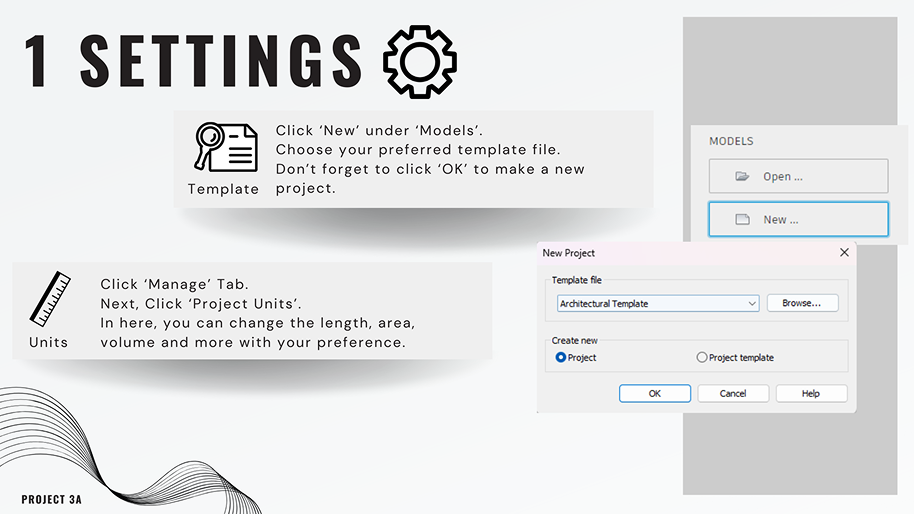 1 SETTINGS
Click ‘New’ under ‘Models’.
Choose your preferred template file.
Don’t forget to click ‘OK’ to make a new
project.
Template
Click ‘Manage’ Tab.
Next, Click ‘Project Units’.
In here, you can change the length, area,
volume and more with your preference.
Units
MODELS
Open ...
New ...
New Project
Template file
Architectural Template
Browse...
Create new
Project
Project template
OK
Cancel
Help
PROJECT 3A